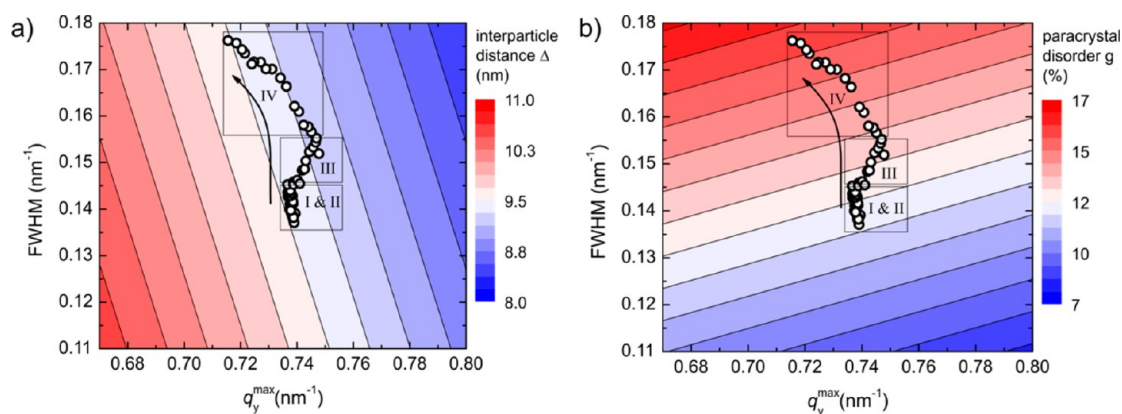 a)
0.18
0.17
0.16
0.15
0.14
0.13
0.12
0.11
FWHM (nm⁻¹)
IV
III
I & II
0.68 0.70 0.72 0.74 0.76 0.78 0.80
q_y^max (nm⁻¹)
interparticle
distance Δ
(nm)
11.0
10.3
9.5
8.8
8.0
b)
0.18
0.17
0.16
0.15
0.14
0.13
0.12
0.11
FWHM (nm⁻¹)
IV
III
I & II
0.68 0.70 0.72 0.74 0.76 0.78 0.80
q_y^max (nm⁻¹)
paracrystal
disorder g
(%)
17
15
12
10
7